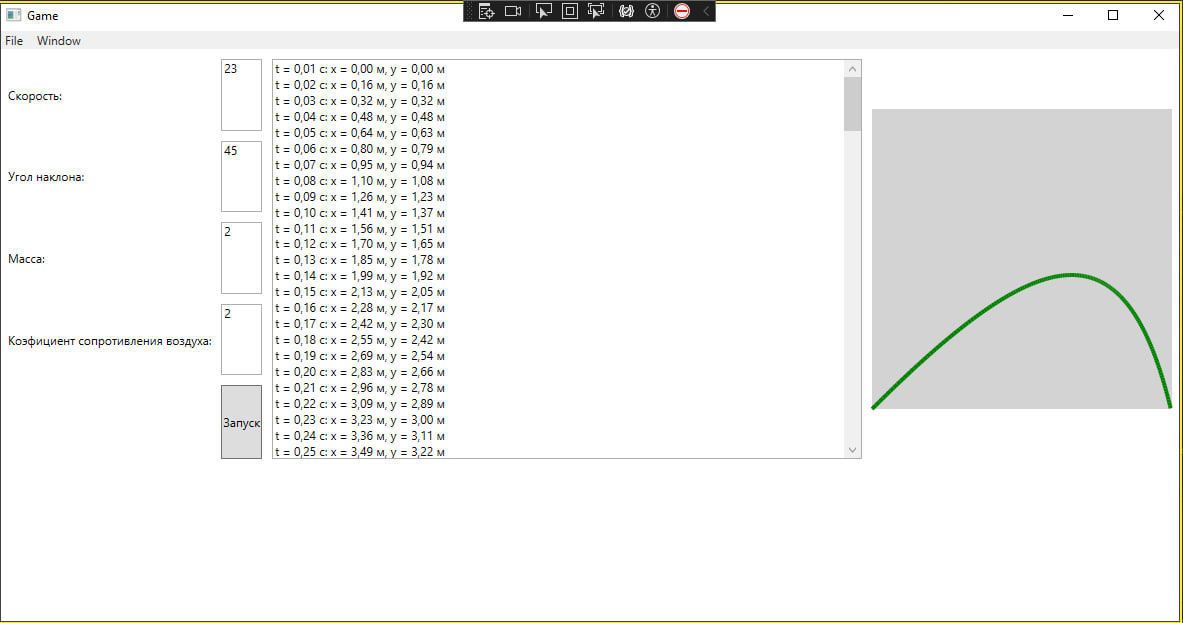 Game
File Window
Скорость:
23
Угол наклона:
45
Масса:
2
Коэфициент сопротивления воздуха:
2
Запуск
t = 0,01 с: x = 0,00 м, y = 0,00 м
t = 0,02 с: x = 0,16 м, y = 0,16 м
t = 0,03 с: x = 0,32 м, y = 0,32 м
t = 0,04 с: x = 0,48 м, y = 0,48 м
t = 0,05 с: x = 0,64 м, y = 0,63 м
t = 0,06 с: x = 0,80 м, y = 0,79 м
t = 0,07 с: x = 0,95 м, y = 0,94 м
t = 0,08 с: x = 1,10 м, y = 1,08 м
t = 0,09 с: x = 1,26 м, y = 1,23 м
t = 0,10 с: x = 1,41 м, y = 1,37 м
t = 0,11 с: x = 1,56 м, y = 1,51 м
t = 0,12 с: x = 1,70 м, y = 1,65 м
t = 0,13 с: x = 1,85 м, y = 1,78 м
t = 0,14 с: x = 1,99 м, y = 1,92 м
t = 0,15 с: x = 2,13 м, y = 2,05 м
t = 0,16 с: x = 2,28 м, y = 2,17 м
t = 0,17 с: x = 2,42 м, y = 2,30 м
t = 0,18 с: x = 2,55 м, y = 2,42 м
t = 0,19 с: x = 2,69 м, y = 2,54 м
t = 0,20 с: x = 2,83 м, y = 2,66 м
t = 0,21 с: x = 2,96 м, y = 2,78 м
t = 0,22 с: x = 3,09 м, y = 2,89 м
t = 0,23 с: x = 3,23 м, y = 3,00 м
t = 0,24 с: x = 3,36 м, y = 3,11 м
t = 0,25 с: x = 3,49 м, y = 3,22 м